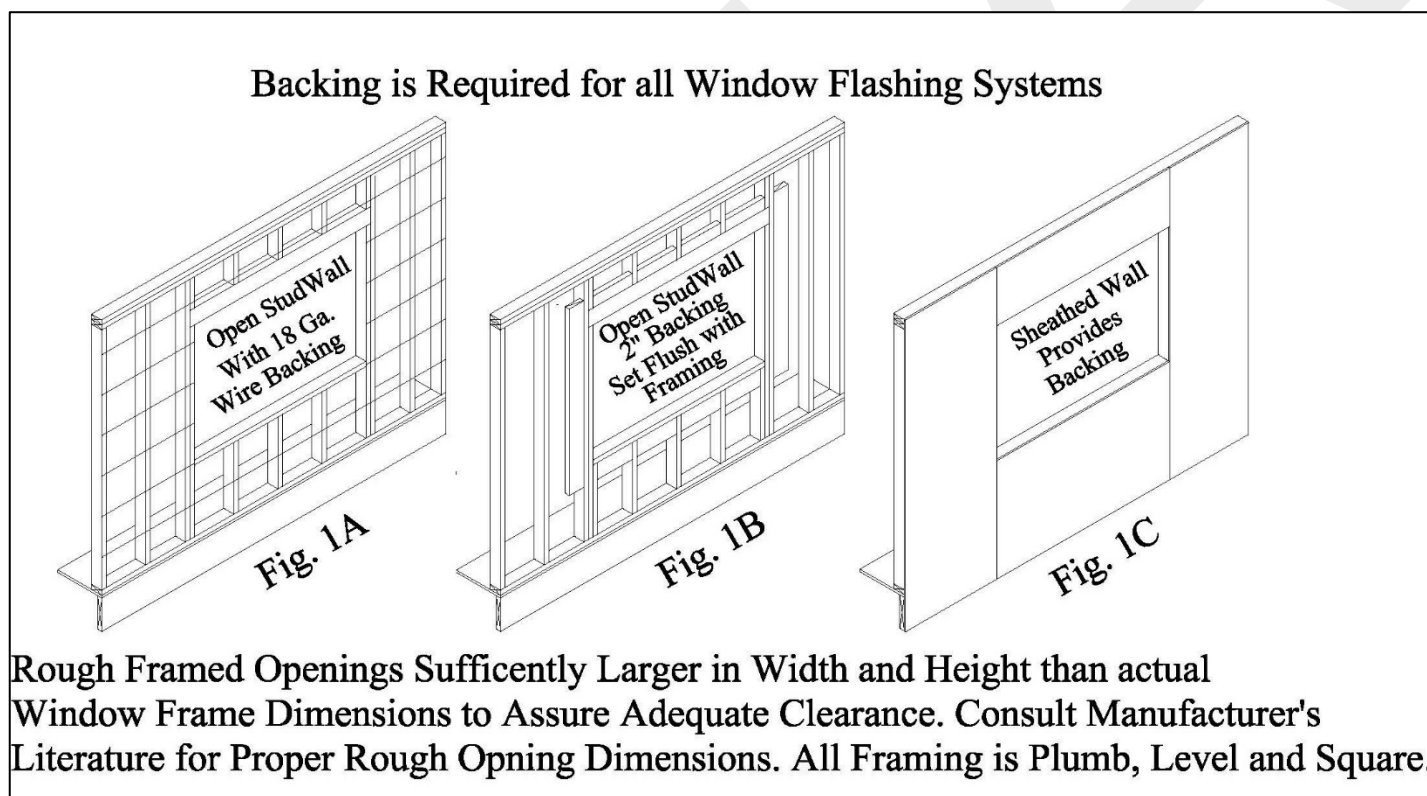 Backing is Required for all Window Flashing Systems
Open StudWall
With 18 Ga.
Wire Backing
Fig. 1A
Open StudWall
2" Backing
Set Flush with
Framing
Fig. 1B
Sheathed Wall
Provides
Backing
Fig. 1C
Rough Framed Openings Sufficently Larger in Width and Height than actual
Window Frame Dimensions to Assure Adequate Clearance. Consult Manufacturer's
Literature for Proper Rough Opning Dimensions. All Framing is Plumb, Level and Square.